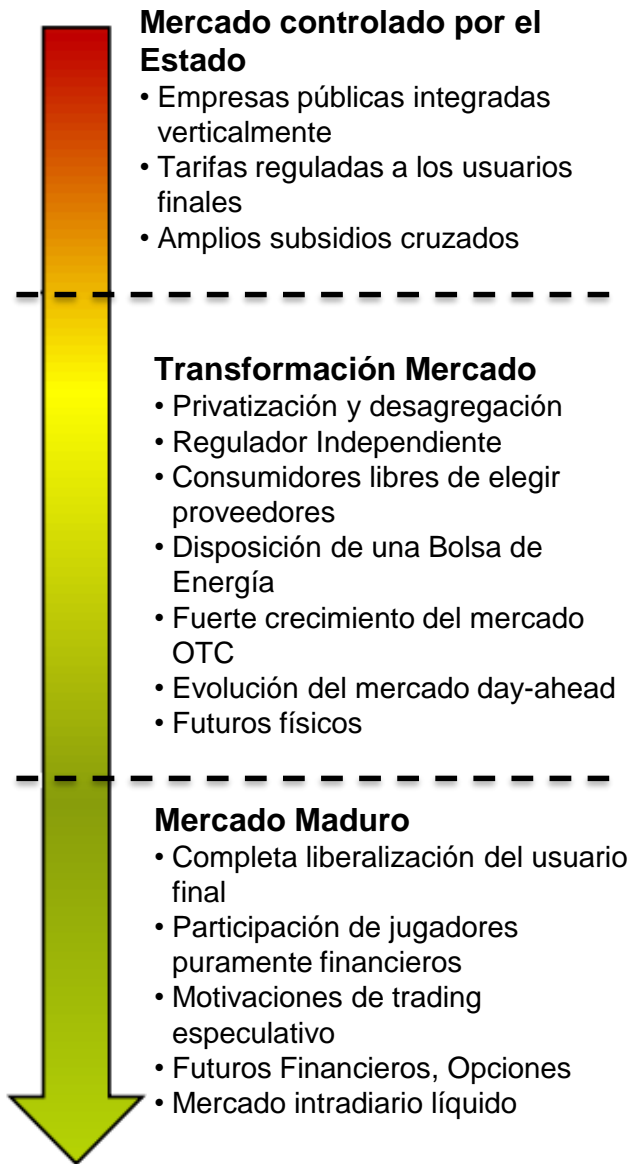 Mercado controlado por el
Estado
• Empresas públicas integradas
verticalmente
• Tarifas reguladas a los usuarios
finales
• Amplios subsidios cruzados
Transformación Mercado
• Privatización y desagregación
• Regulador Independiente
• Consumidores libres de elegir
proveedores
• Disposición de una Bolsa de
Energía
• Fuerte crecimiento del mercado
OTC
• Evolución del mercado day-ahead
• Futuros físicos
Mercado Maduro
• Completa liberalización del usuario
final
• Participación de jugadores
puramente financieros
• Motivaciones de trading
especulativo
• Futuros Financieros, Opciones
• Mercado intradiario líquido